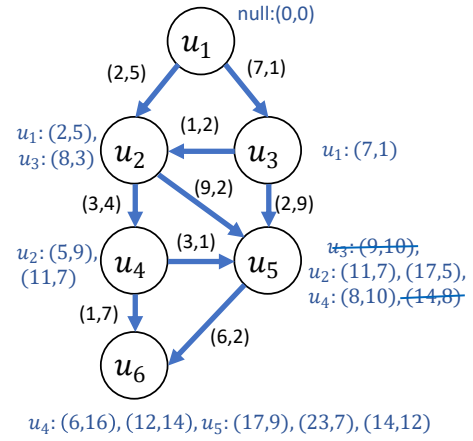 null:(0,0)
u₁
(2,5)
(7,1)
u₁: (2,5),
u₃: (8,3)
u₂
(1,2)
u₃
u₁: (7,1)
(9,2)
(3,4)
(2,9)
u₂: (5,9),
(11,7)
u₄
(3,1)
u₅
u₃: (9,10),
u₂: (11,7), (17,5),
u₄: (8,10), (14,8)
(1,7)
(6,2)
u₆
u₄: (6,16), (12,14), u₅: (17,9), (23,7), (14,12)